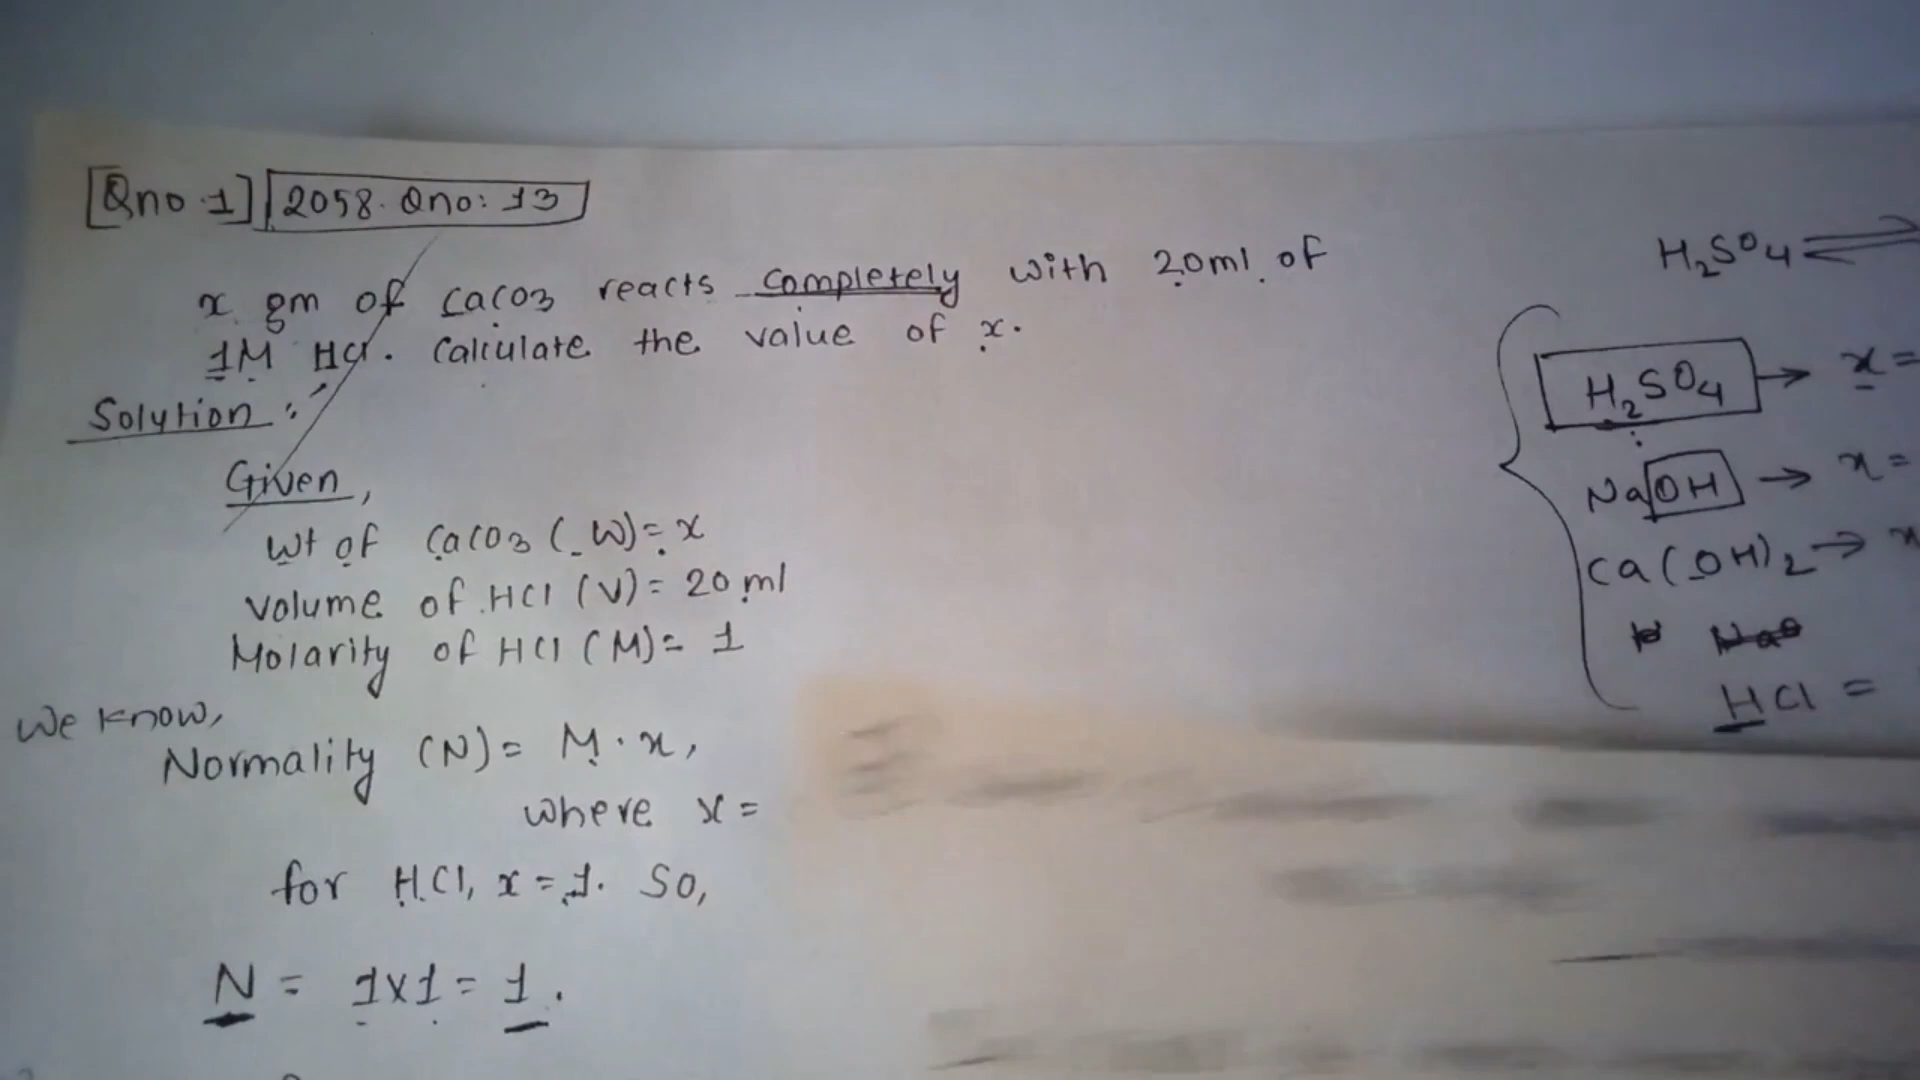 [Qno.1] 2058. Qno: 13
x gm of CaCO3 reacts completely with 20ml. of
1M HCl. Calculate the value of x.
Solution:
Given,
Wt of CaCO3 (W) = x
Volume of HCl (V) = 20 ml
Molarity of HCl (M) = 1
We know,
Normality (N) = M.x,
where x =
for HCl, x = 1. So,
N = 1x1 = 1.
H2SO4 ⇌
H2SO4 → x =
NaOH → x =
Ca(OH)2 → x
HCl =